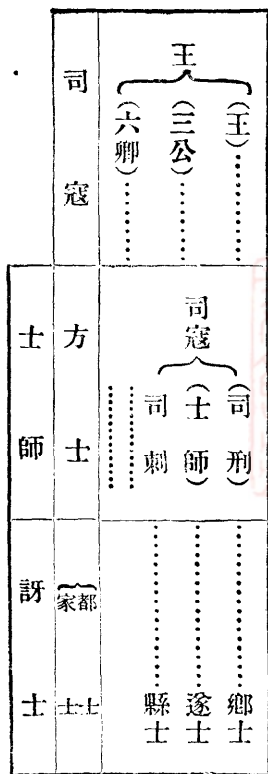 王
(王)……(司刑)……鄉士
(三公)……司寇(士師)……遂士
(六卿)……司刺……縣士
司寇 方士 都士
家士
士師 訝士